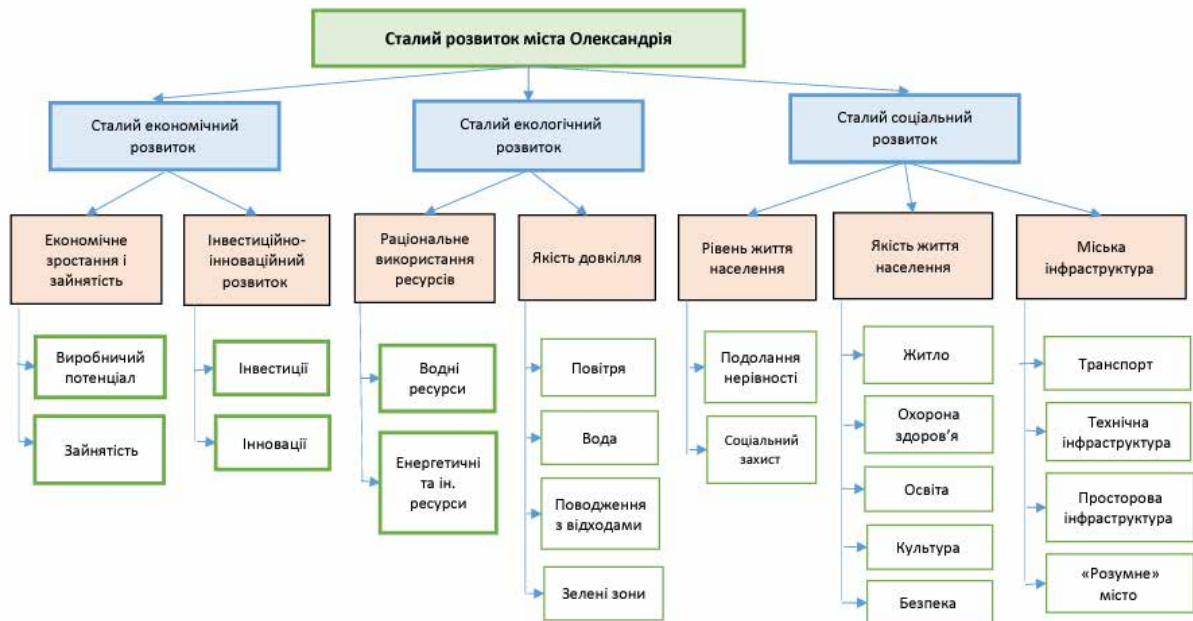 Сталий розвиток міста Олександрія
Сталий економічний
розвиток
Сталий екологічний
розвиток
Сталий соціальний
розвиток
Економічне
зростання і
зайнятість
Інвестиційно-
інноваційний
розвиток
Раціональне
використання
ресурсів
Якість довкілля
Рівень життя
населення
Якість життя
населення
Міська
інфраструктура
Виробничий
потенціал
Зайнятість
Інвестиції
Інновації
Водні
ресурси
Енергетичні
та ін.
ресурси
Повітря
Вода
Поводження
з відходами
Зелені зони
Подолання
нерівності
Соціальний
захист
Житло
Охорона
здоров’я
Освіта
Культура
Безпека
Транспорт
Технічна
інфраструктура
Просторова
інфраструктура
«Розумне»
місто